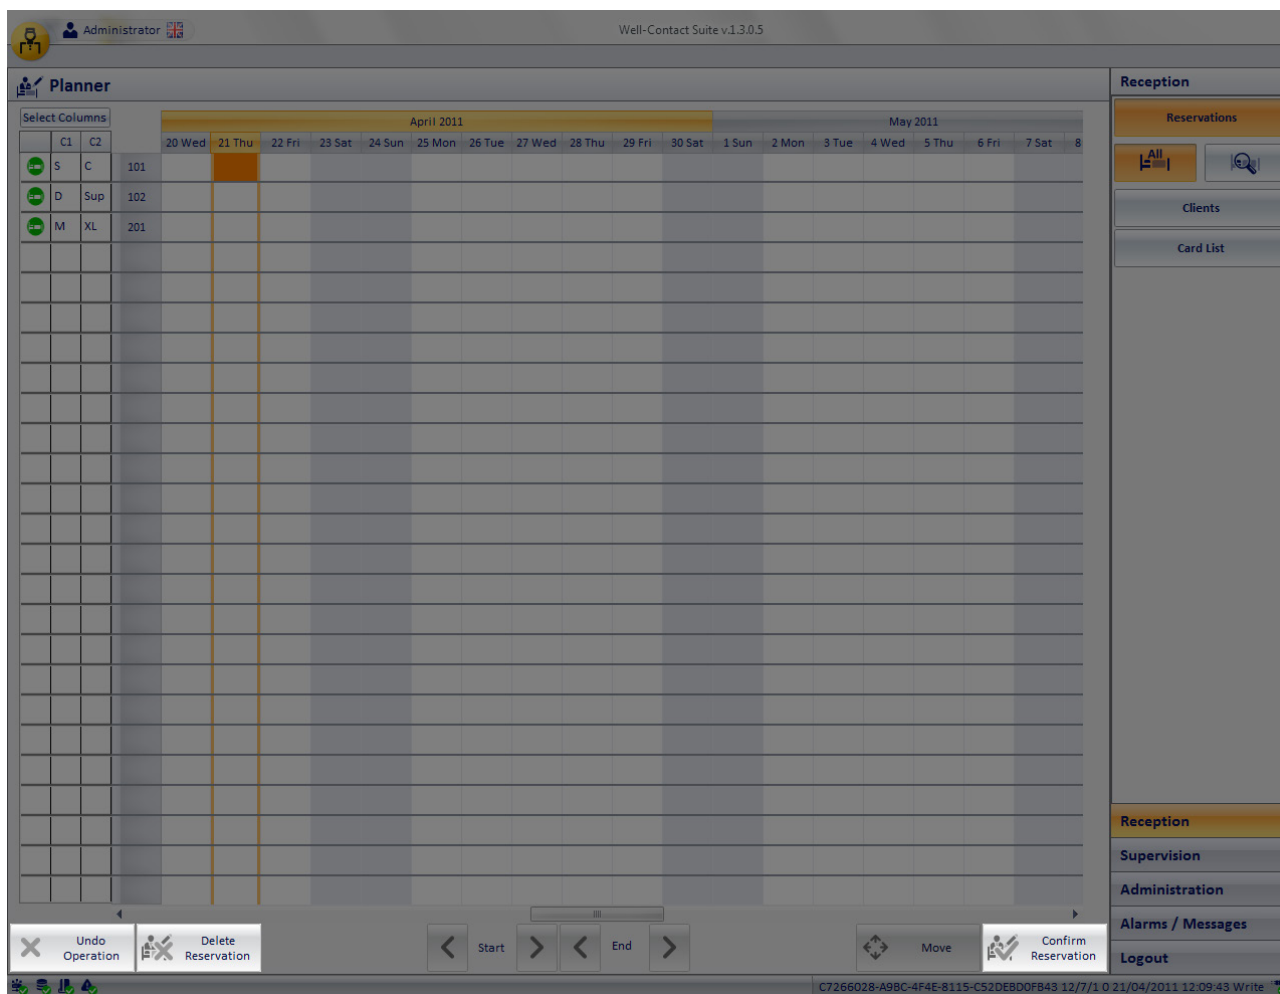 Administrator
Well-Contact Suite v.1.3.0.5
Planner
Reception
Select Columns
April 2011
May 2011
Reservations
C1 C2
20 Wed 21 Thu 22 Fri 23 Sat 24 Sun 25 Mon 26 Tue 27 Wed 28 Thu 29 Fri 30 Sat 1 Sun 2 Mon 3 Tue 4 Wed 5 Thu 6 Fri 7 Sat 8
S C 101
All
D Sup 102
Clients
M XL 201
Card List
Reception
Supervision
Administration
Alarms / Messages
Undo
Operation
Delete
Reservation
Start
End
Move
Confirm
Reservation
Logout
C7266028-A9BC-4F4E-8115-C52DEBD0FB43 12/7/1 0 21/04/2011 12:09:43 Write